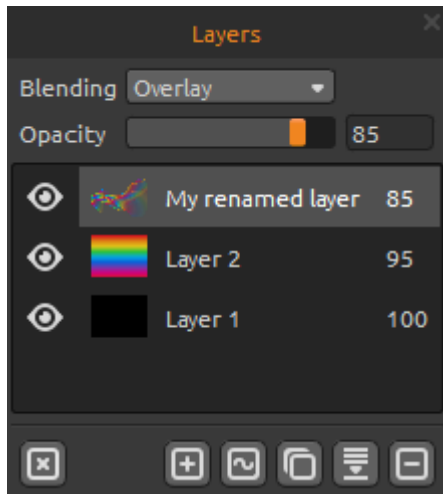 Layers
Blending Overlay
Opacity 85
My renamed layer 85
Layer 2 95
Layer 1 100